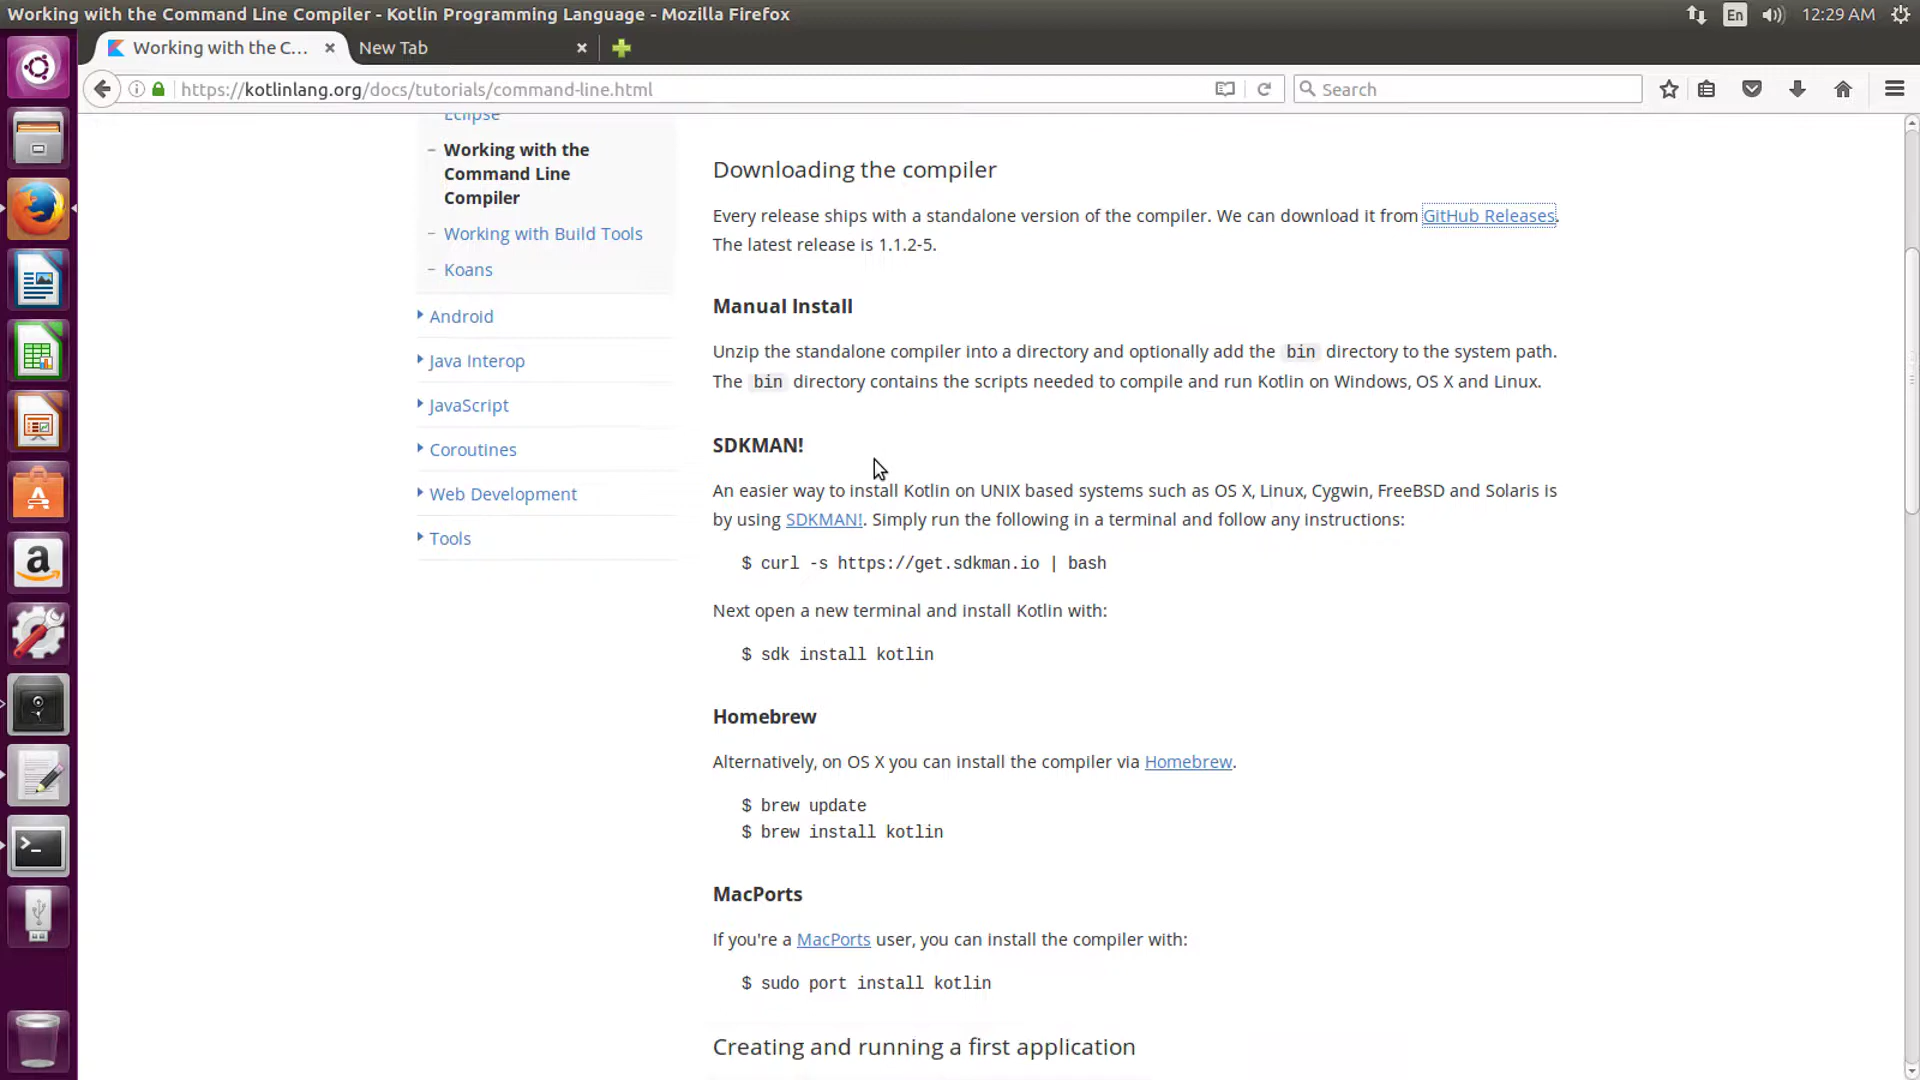 Working with the Command Line Compiler - Kotlin Programming Language - Mozilla Firefox
En
12:29 AM
Working with the C...
New Tab
https://kotlinlang.org/docs/tutorials/command-line.html
Search
Eclipse
Working with the
Command Line
Compiler
Working with Build Tools
Koans
Android
Java Interop
JavaScript
Coroutines
Web Development
Tools
Downloading the compiler
Every release ships with a standalone version of the compiler. We can download it from GitHub Releases.
The latest release is 1.1.2-5.
Manual Install
Unzip the standalone compiler into a directory and optionally add the bin directory to the system path.
The bin directory contains the scripts needed to compile and run Kotlin on Windows, OS X and Linux.
SDKMAN!
An easier way to install Kotlin on UNIX based systems such as OS X, Linux, Cygwin, FreeBSD and Solaris is
by using SDKMAN!. Simply run the following in a terminal and follow any instructions:
$ curl -s https://get.sdkman.io | bash
Next open a new terminal and install Kotlin with:
$ sdk install kotlin
Homebrew
Alternatively, on OS X you can install the compiler via Homebrew.
$ brew update
$ brew install kotlin
MacPorts
If you're a MacPorts user, you can install the compiler with:
$ sudo port install kotlin
Creating and running a first application